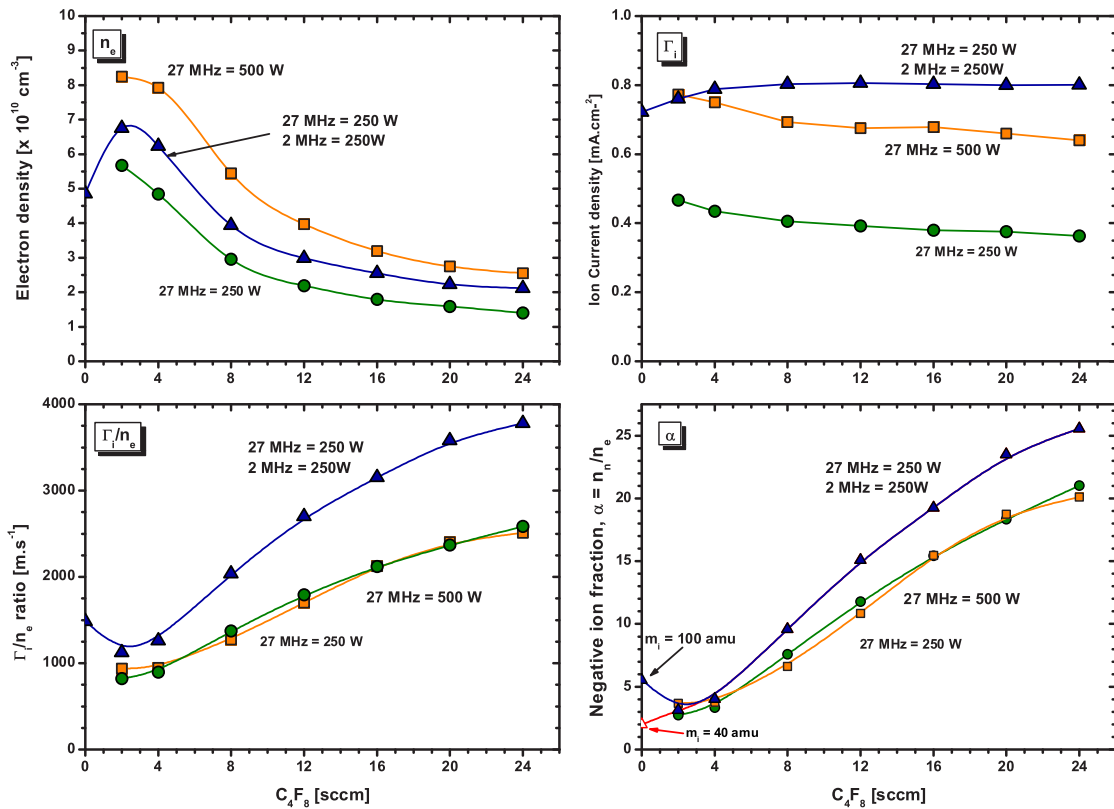 n_e
27 MHz = 500 W
27 MHz = 250 W
2 MHz = 250W
27 MHz = 250 W
Electron density [x 10^10 cm^-3]
10
9
8
7
6
5
4
3
2
1
0
0 4 8 12 16 20 24
Γ_i
27 MHz = 250 W
2 MHz = 250W
27 MHz = 500 W
27 MHz = 250 W
Ion Current density [mA.cm^-2]
1.0
0.8
0.6
0.4
0.2
0.0
0 4 8 12 16 20 24
Γ_i/n_e
27 MHz = 250 W
2 MHz = 250W
27 MHz = 500 W
27 MHz = 250 W
Γ_i/n_e ratio [m.s^-1]
4000
3000
2000
1000
0
0 4 8 12 16 20 24
C_4F_8 [sccm]
α
27 MHz = 250 W
2 MHz = 250W
27 MHz = 500 W
27 MHz = 250 W
m_i = 100 amu
m_i = 40 amu
Negative ion fraction, α = n_n/n_e
25
20
15
10
5
0
0 4 8 12 16 20 24
C_4F_8 [sccm]